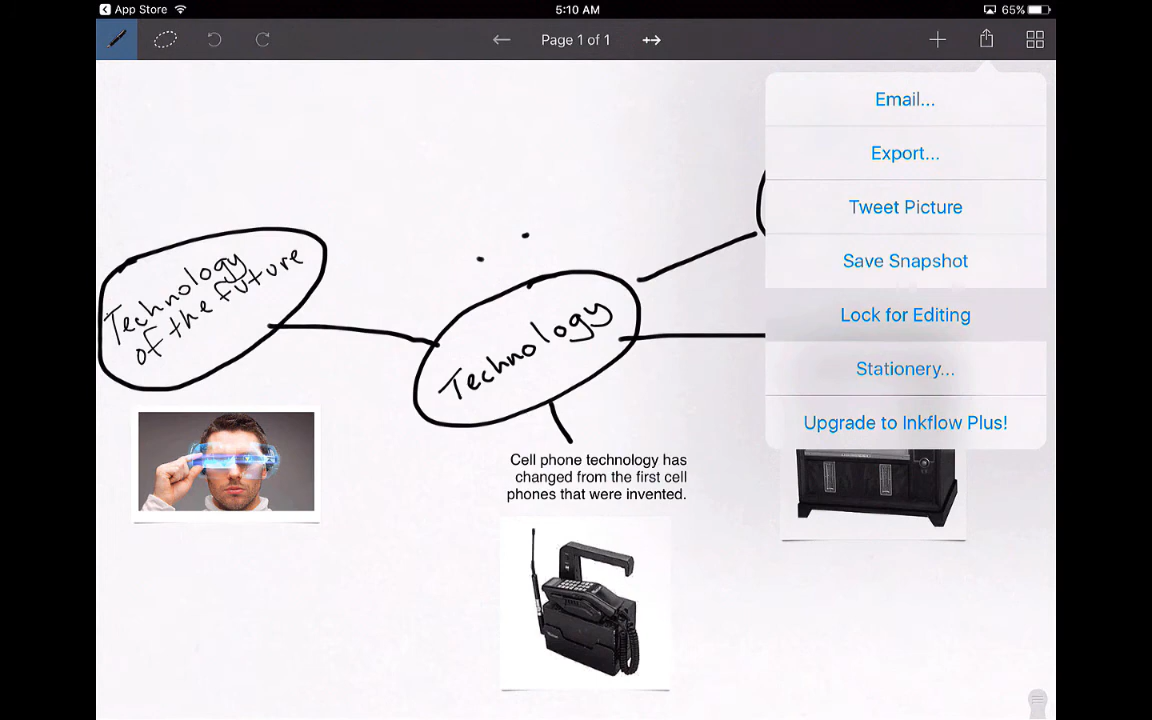 App Store
5:10 AM
65%
Page 1 of 1
Email...
Export...
Tweet Picture
Save Snapshot
Lock for Editing
Stationery...
Upgrade to Inkflow Plus!
Technology
of the future
Technology
Cell phone technology has
changed from the first cell
phones that were invented.